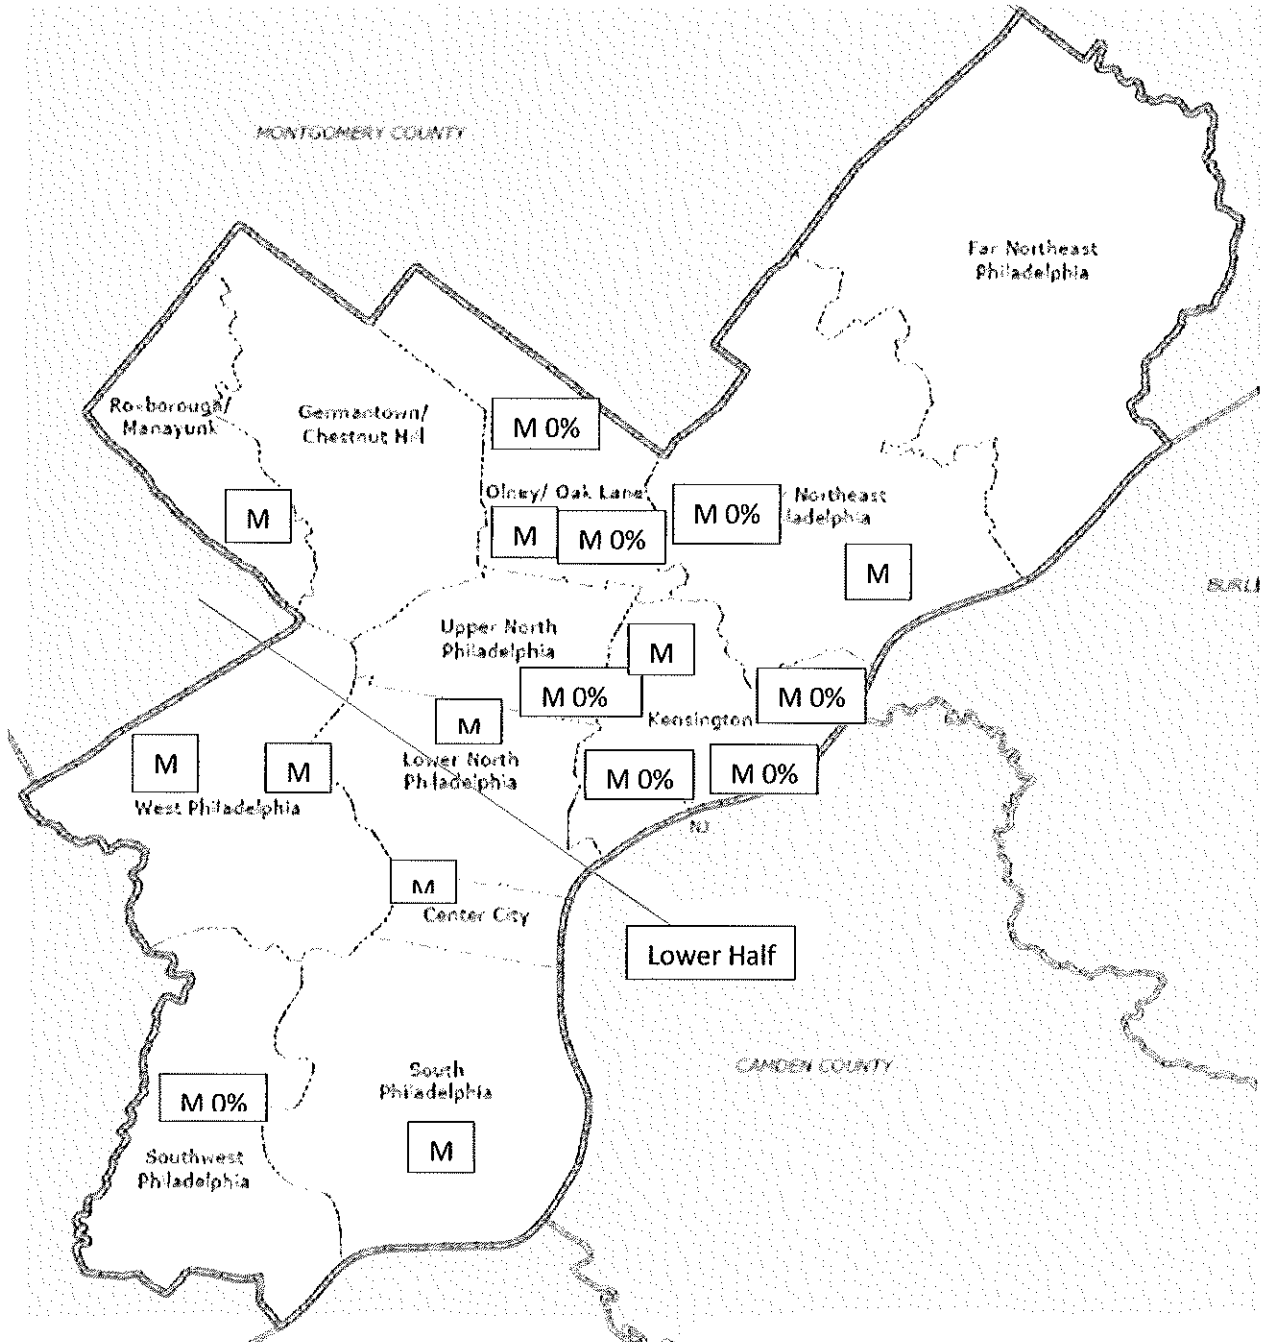 MONTGOMERY COUNTY
Far Northeast
Philadelphia
Roxborough/
Manayunk
Germantown/
Chestnut Hill
M 0%
Olney/ Oak Lane
M
M
M 0%
M 0%
Northeast
ladelphia
M
BURLI
Upper North
Philadelphia
M
M 0%
M 0%
Kensington
M
Lower North
Philadelphia
M
M
M 0%
M 0%
West Philadelphia
NJ
M
Center City
Lower Half
CAMDEN COUNTY
South
Philadelphia
M 0%
M
Southwest
Philadelphia